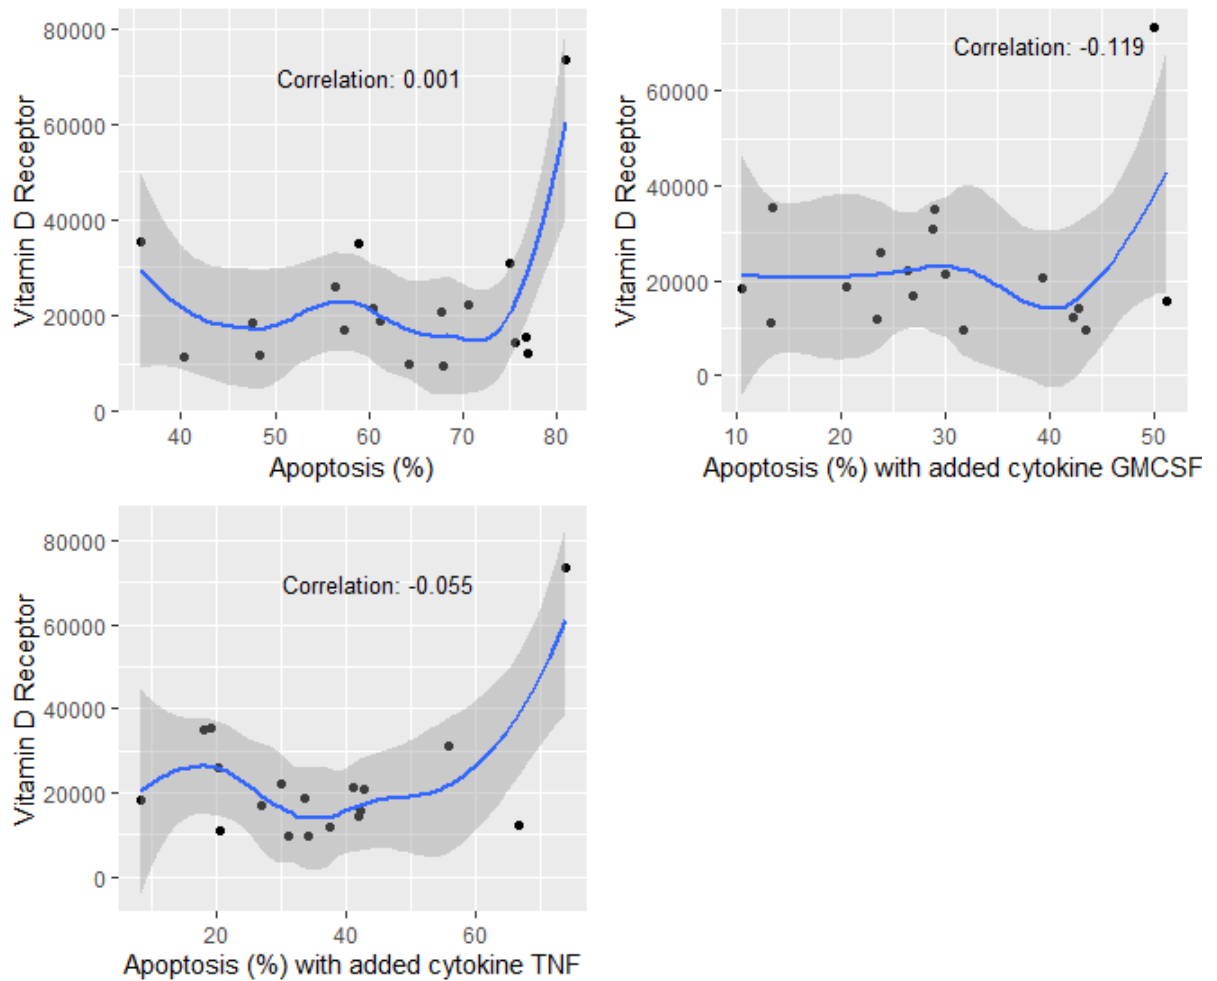 Vitamin D Receptor
80000
60000
40000
20000
0
Correlation: 0.001
40 50 60 70 80
Apoptosis (%)
Vitamin D Receptor
60000
40000
20000
0
Correlation: -0.119
10 20 30 40 50
Apoptosis (%) with added cytokine GMCSF
Vitamin D Receptor
80000
60000
40000
20000
0
Correlation: -0.055
20 40 60
Apoptosis (%) with added cytokine TNF